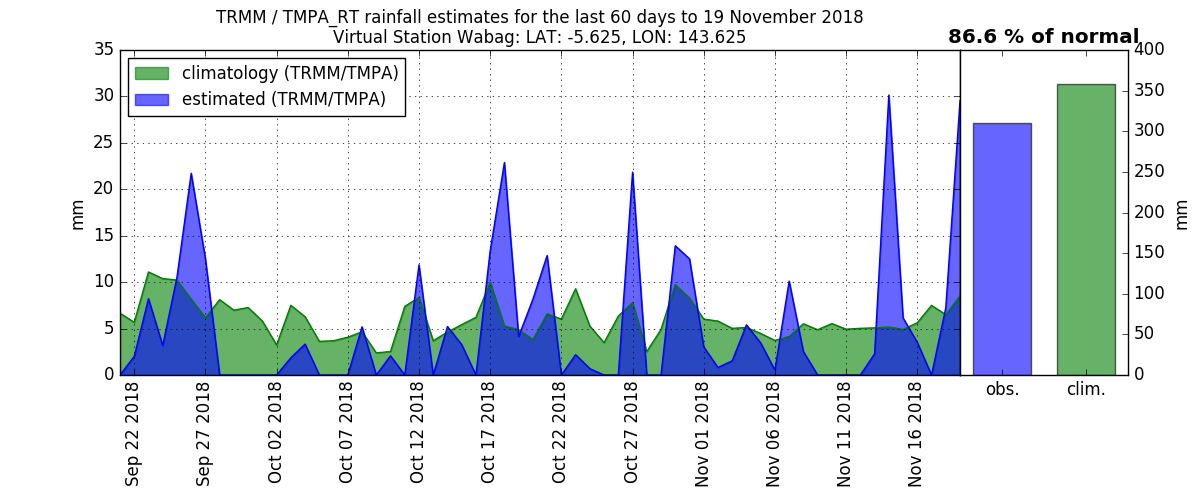 TRMM / TMPA_RT rainfall estimates for the last 60 days to 19 November 2018
Virtual Station Wabag: LAT: -5.625, LON: 143.625
86.6 % of normal
climatology (TRMM/TMPA)
estimated (TRMM/TMPA)
35
30
25
20
15
10
5
0
mm
Sep 22 2018
Sep 27 2018
Oct 02 2018
Oct 07 2018
Oct 12 2018
Oct 17 2018
Oct 22 2018
Oct 27 2018
Nov 01 2018
Nov 06 2018
Nov 11 2018
Nov 16 2018
obs.
clim.
400
350
300
250
200
150
100
50
0
mm